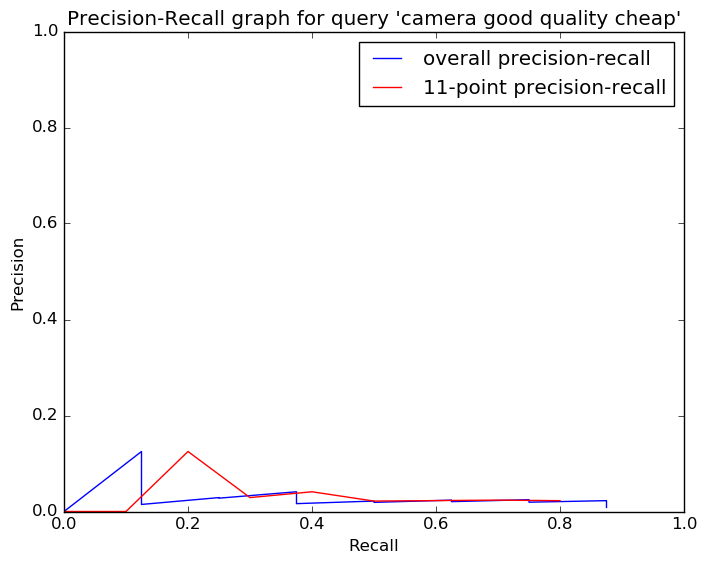 Precision-Recall graph for query 'camera good quality cheap'
overall precision-recall
11-point precision-recall
1.0
0.8
0.6
0.4
0.2
0.0
Precision
0.0 0.2 0.4 0.6 0.8 1.0
Recall